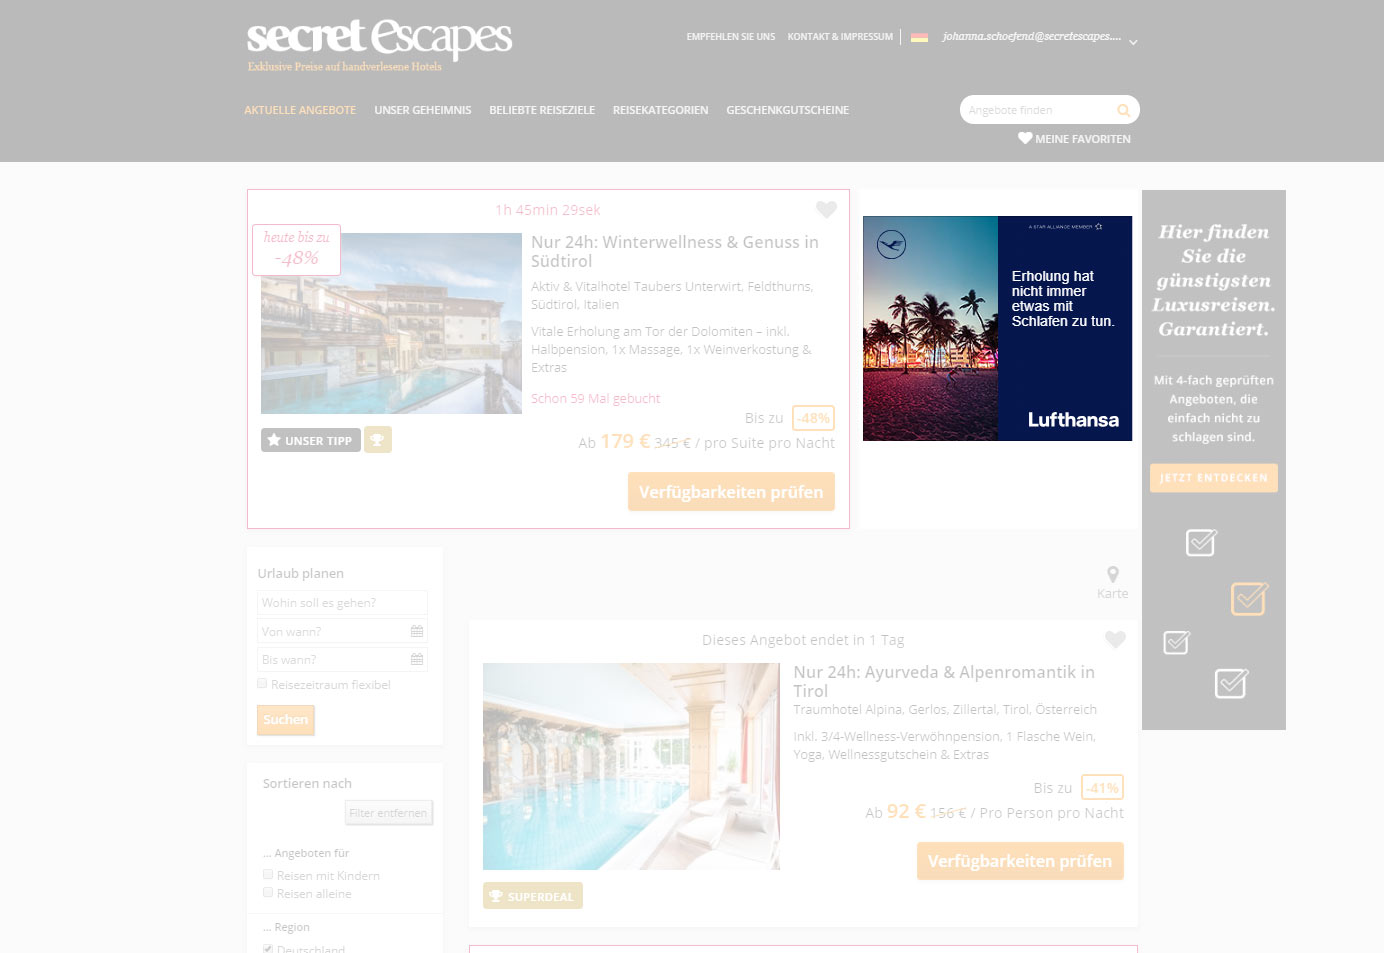 secret escapes
Exklusive Preise auf handverlesene Hotels
EMPFEHLEN SIE UNS
KONTAKT & IMPRESSUM
johanna.schoefend@secretescapes....
AKTUELLE ANGEBOTE
UNSER GEHEIMNIS
BELIEBTE REISEZIELE
REISEKATEGORIEN
GESCHENKGUTSCHEINE
Angebote finden
MEINE FAVORITEN
1h 45min 29sek
heute bis zu
-48%
Nur 24h: Winterwellness & Genuss in
Südtirol
Aktiv & Vitalhotel Taubers Unterwirt, Feldthurns,
Südtirol, Italien
Vitale Erholung am Tor der Dolomiten – inkl.
Halbpension, 1x Massage, 1x Weinverkostung &
Extras
Schon 59 Mal gebucht
Bis zu -48%
Ab 179 € 345 € / pro Suite pro Nacht
UNSER TIPP
Verfügbarkeiten prüfen
A STAR ALLIANCE MEMBER
Erholung hat
nicht immer
etwas mit
Schlafen zu tun.
Lufthansa
Hier finden
Sie die
günstigsten
Luxusreisen.
Garantiert.
Mit 4-fach geprüften
Angeboten, die
einfach nicht zu
schlagen sind.
JETZT ENTDECKEN
Urlaub planen
Wohin soll es gehen?
Von wann?
Bis wann?
Reisezeitraum flexibel
Suchen
Karte
Dieses Angebot endet in 1 Tag
Nur 24h: Ayurveda & Alpenromantik in
Tirol
Traumhotel Alpina, Gerlos, Zillertal, Tirol, Österreich
Inkl. 3/4-Wellness-Verwöhnpension, 1 Flasche Wein,
Yoga, Wellnessgutschein & Extras
Bis zu -41%
Ab 92 € 156 € / Pro Person pro Nacht
Verfügbarkeiten prüfen
SUPERDEAL
Sortieren nach
Filter entfernen
... Angeboten für
Reisen mit Kindern
Reisen alleine
... Region
Deutschland